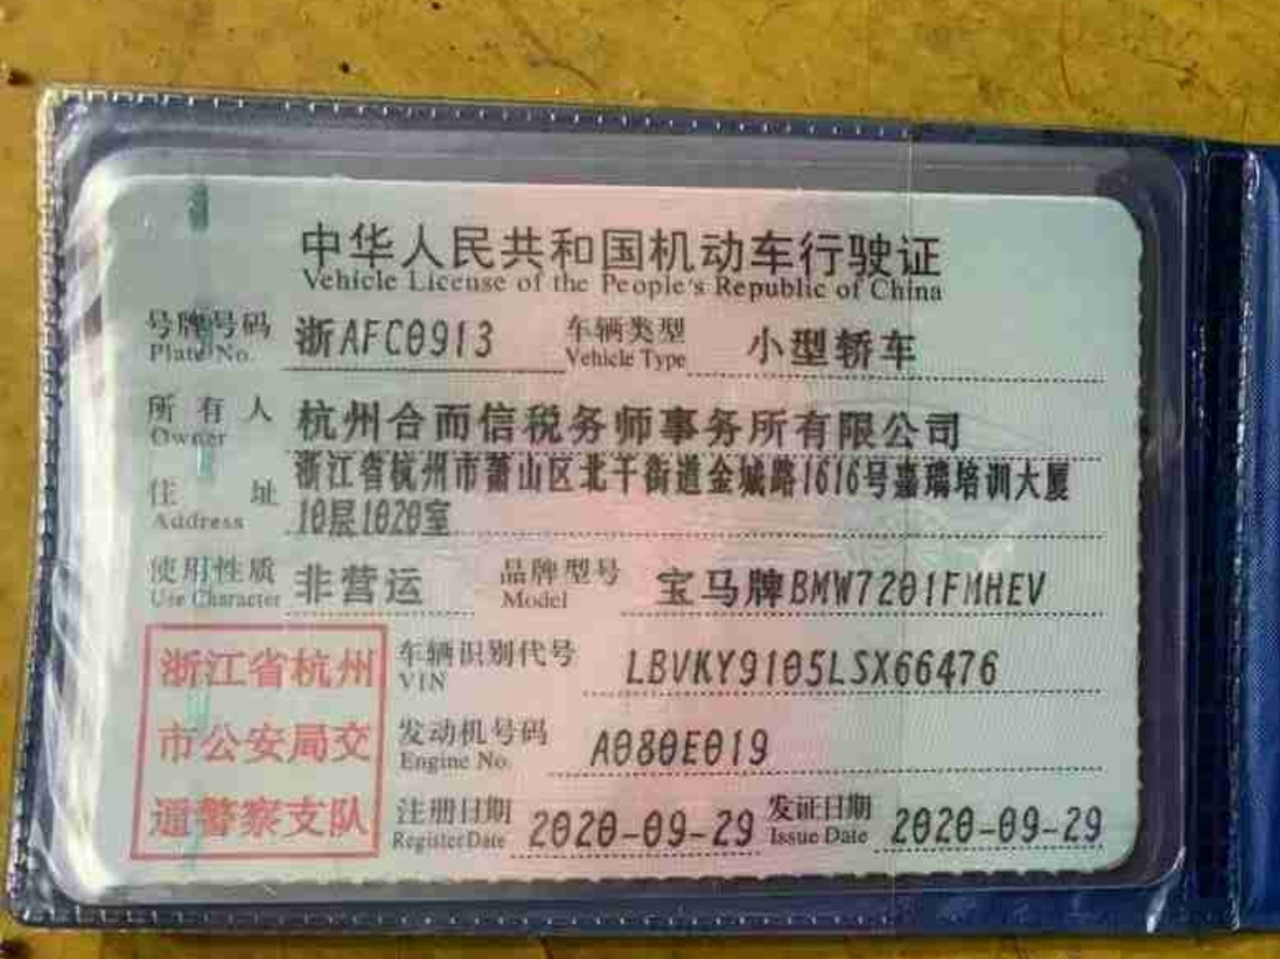 中华人民共和国机动车行驶证
Vehicle License of the People's Republic of China
号牌号码 浙AFC0913 车辆类型 小型轿车
Plate No. Vehicle Type
所有人 杭州合而信税务师事务所有限公司
Owner
住址 浙江省杭州市萧山区北干街道金城路1616号嘉瑞培训大厦
Address 10层1020室
使用性质 非营运 品牌型号 宝马牌BMW7201FMHEV
Use Character Model
浙江省杭州
市公安局交
通警察支队
车辆识别代号 LBVKY9105LSX66476
VIN
发动机号码 A080E019
Engine No.
注册日期 2020-09-29 发证日期 2020-09-29
Register Date Issue Date